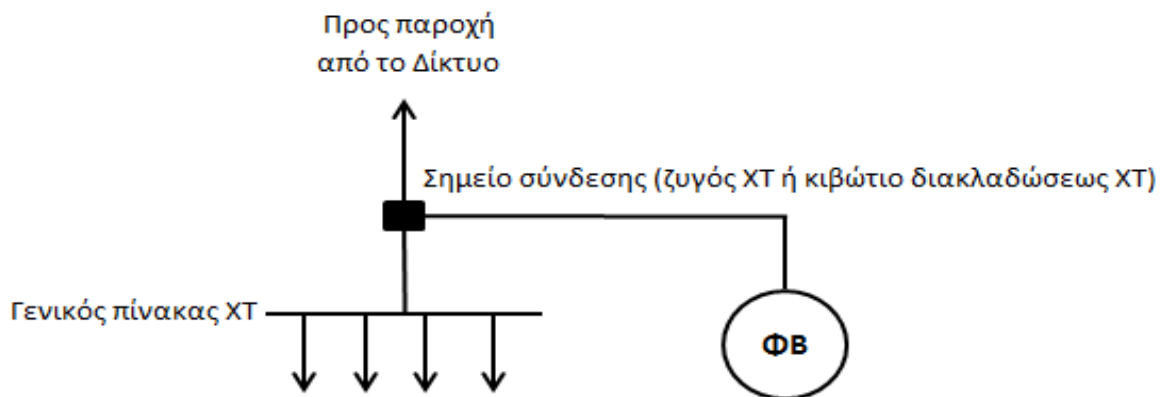 Προς παροχή
από το Δίκτυο
Σημείο σύνδεσης (ζυγός ΧΤ ή κιβώτιο διακλαδώσεως ΧΤ)
Γενικός πίνακας ΧΤ
ΦΒ